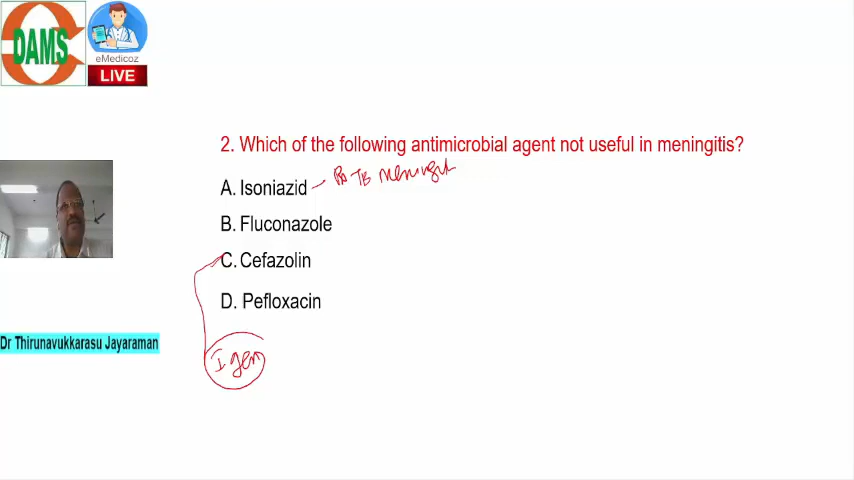 DAMS
eMedicoz
LIVE
2. Which of the following antimicrobial agent not useful in meningitis?
A. Isoniazid – TB meningit
B. Fluconazole
C. Cefazolin
D. Pefloxacin
Dr Thirunavukkarasu Jayaraman
I gen